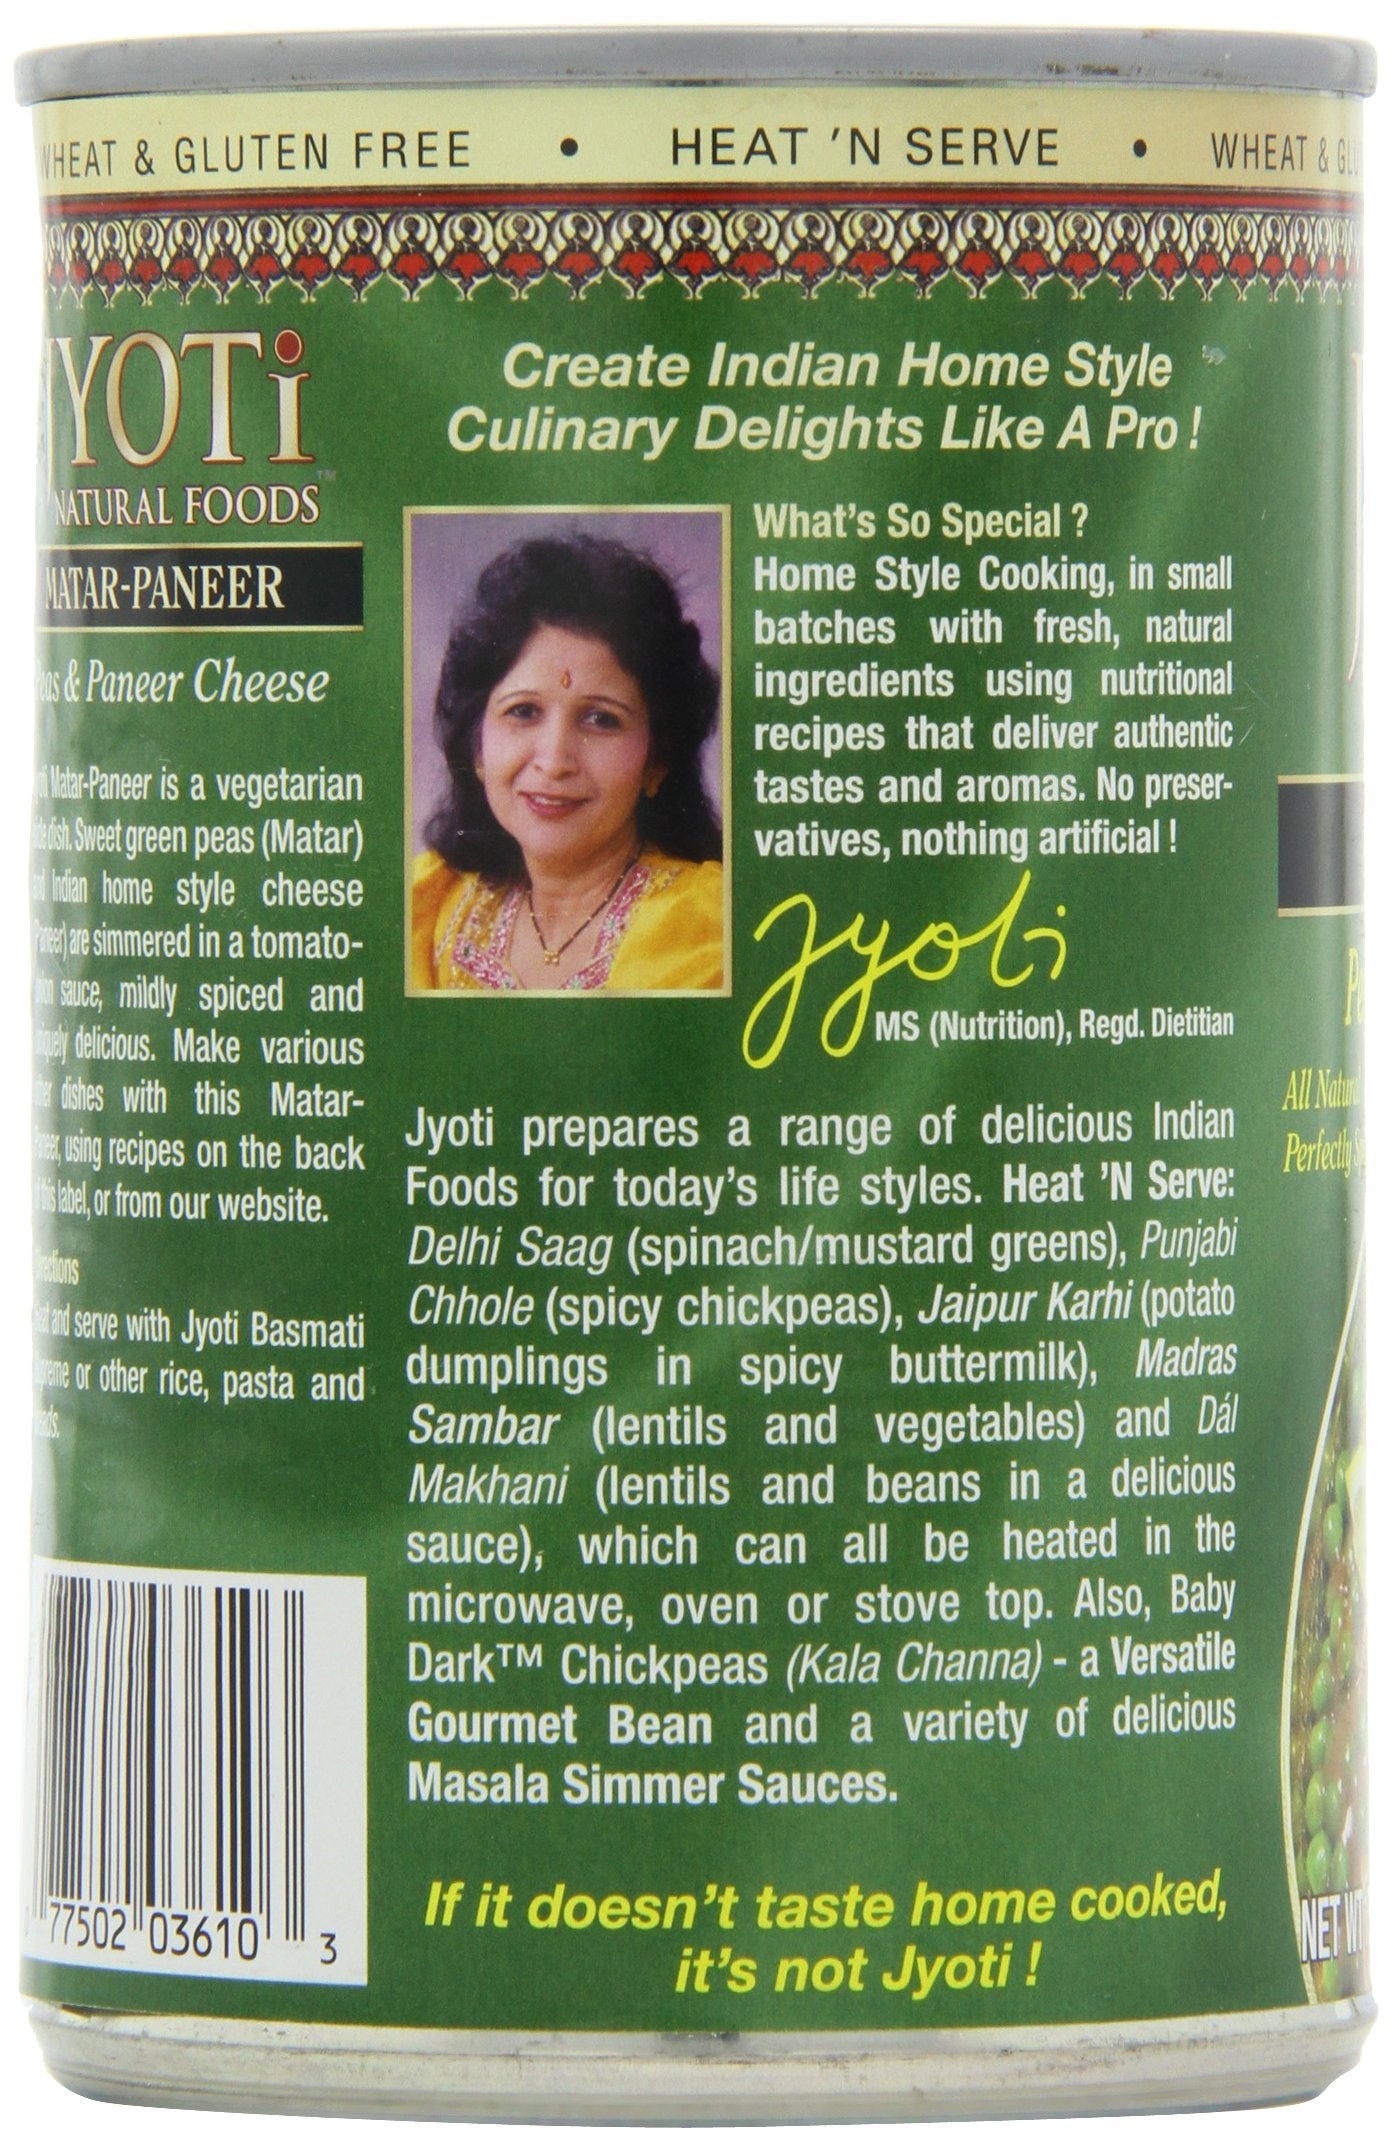 WHEAT & GLUTEN FREE • HEAT 'N SERVE • WHEAT &
JYOTi
NATURAL FOODS™
MATAR-PANEER
& Paneer Cheese
Matar-Paneer is a vegetarian
dish. Sweet green peas (Matar)
Indian home style cheese
are simmered in a tomato-
sauce, mildly spiced and
delicious. Make various
dishes with this Matar-
using recipes on the back
this label, or from our website.
and serve with Jyoti Basmati
or other rice, pasta and
77502 03610 3
Create Indian Home Style
Culinary Delights Like A Pro !
What's So Special ?
Home Style Cooking, in small
batches with fresh, natural
ingredients using nutritional
recipes that deliver authentic
tastes and aromas. No preser-
vatives, nothing artificial !
Jyoti
MS (Nutrition), Regd. Dietitian
Jyoti prepares a range of delicious Indian
Foods for today's life styles. Heat 'N Serve:
Delhi Saag (spinach/mustard greens), Punjabi
Chhole (spicy chickpeas), Jaipur Karhi (potato
dumplings in spicy buttermilk), Madras
Sambar (lentils and vegetables) and Dál
Makhani (lentils and beans in a delicious
sauce), which can all be heated in the
microwave, oven or stove top. Also, Baby
Dark™ Chickpeas (Kala Channa) - a Versatile
Gourmet Bean and a variety of delicious
Masala Simmer Sauces.
If it doesn't taste home cooked,
it's not Jyoti !
All
Perfectly
NET